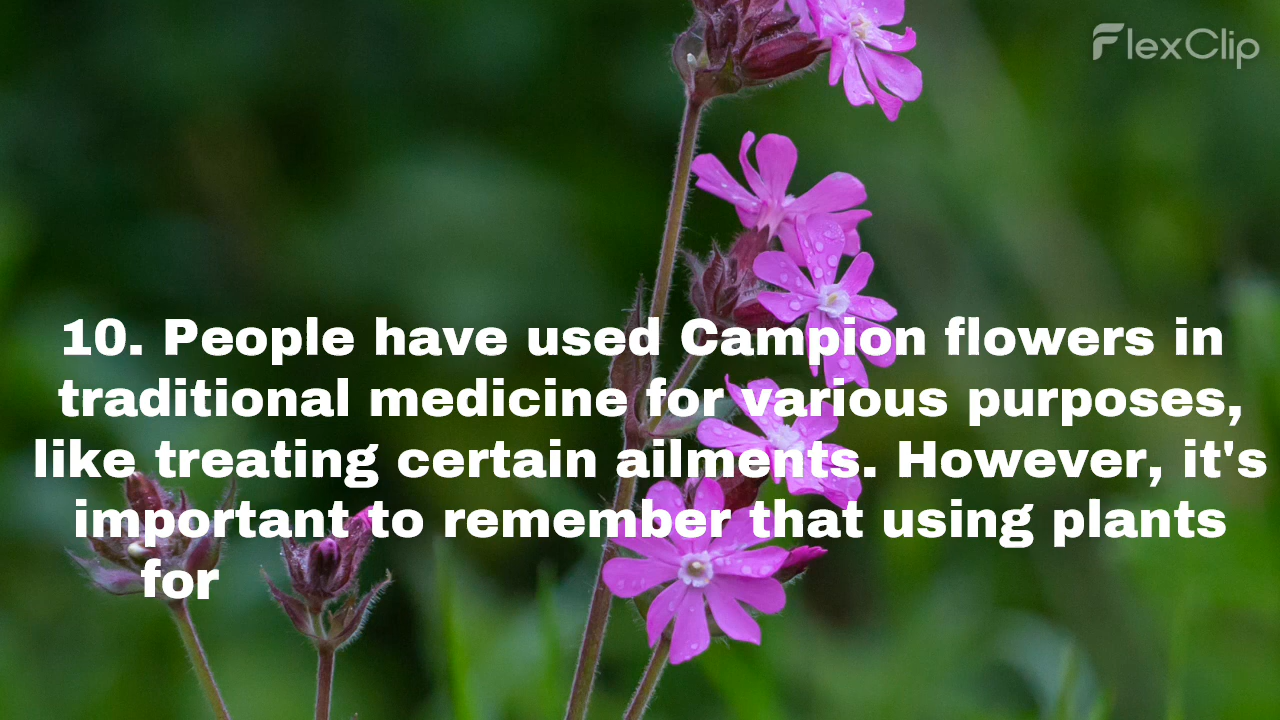 FlexClip
10. People have used Campion flowers in
traditional medicine for various purposes,
like treating certain ailments. However, it's
important to remember that using plants
for